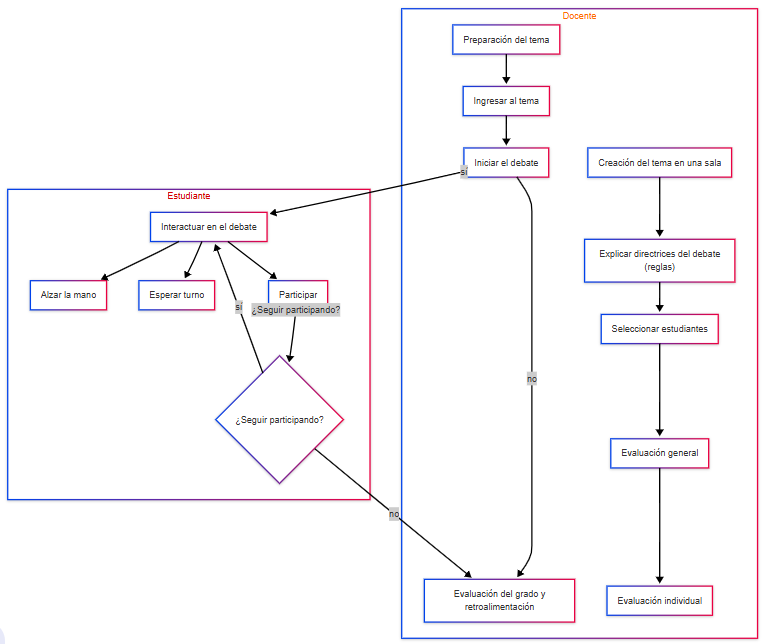 Docente
Preparación del tema
Ingresar al tema
Iniciar el debate
si
Creación del tema en una sala
Estudiante
Interactuar en el debate
Explicar directrices del debate
(reglas)
Alzar la mano
Esperar turno
Participar
si
¿Seguir participando?
Seleccionar estudiantes
no
¿Seguir participando?
Evaluación general
no
Evaluación del grado y
retroalimentación
Evaluación individual